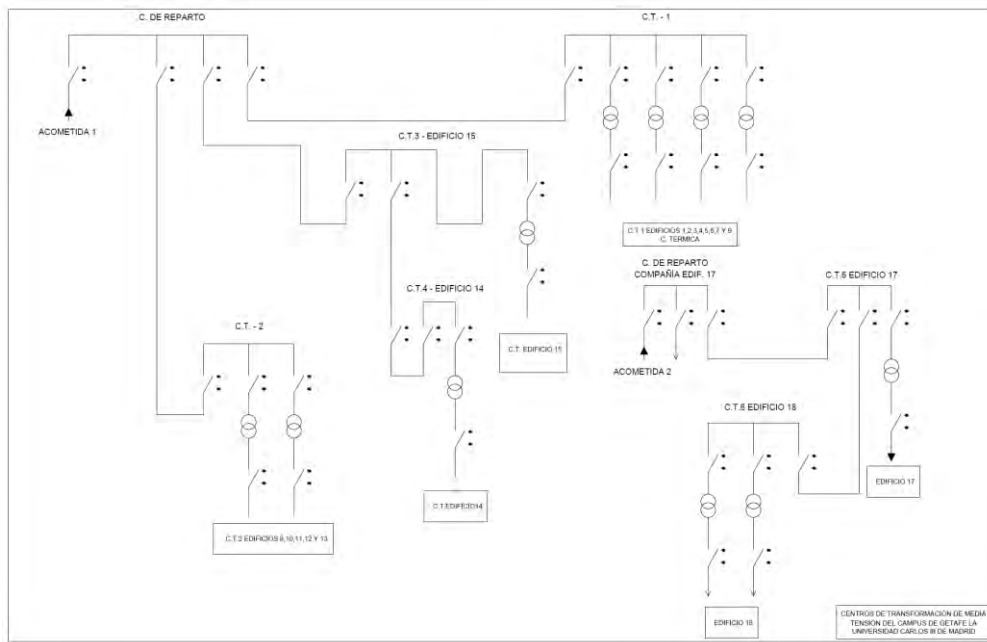 C. DE REPARTO
C.T. - 1
ACOMETIDA 1
C.T.3 - EDIFICIO 15
C.T.1 EDIFICIOS 1,2,3,4,5,6,7 Y 9
C. TERMICA
C. DE REPARTO
COMPAÑÍA EDIF. 17
C.T.5 EDIFICIO 17
C.T.4 - EDIFICIO 14
C.T. - 2
C.T. EDIFICIO 15
ACOMETIDA 2
C.T.6 EDIFICIO 18
EDIFICIO 17
C.T.EDIFICIO14
C.T.2 EDIFICIOS 8,10,11,12 Y 13
EDIFICIO 18
CENTROS DE TRANSFORMACIÓN DE MEDIA
TENSION DEL CAMPUS DE GETAFE LA
UNIVERSIDAD CARLOS III DE MADRID